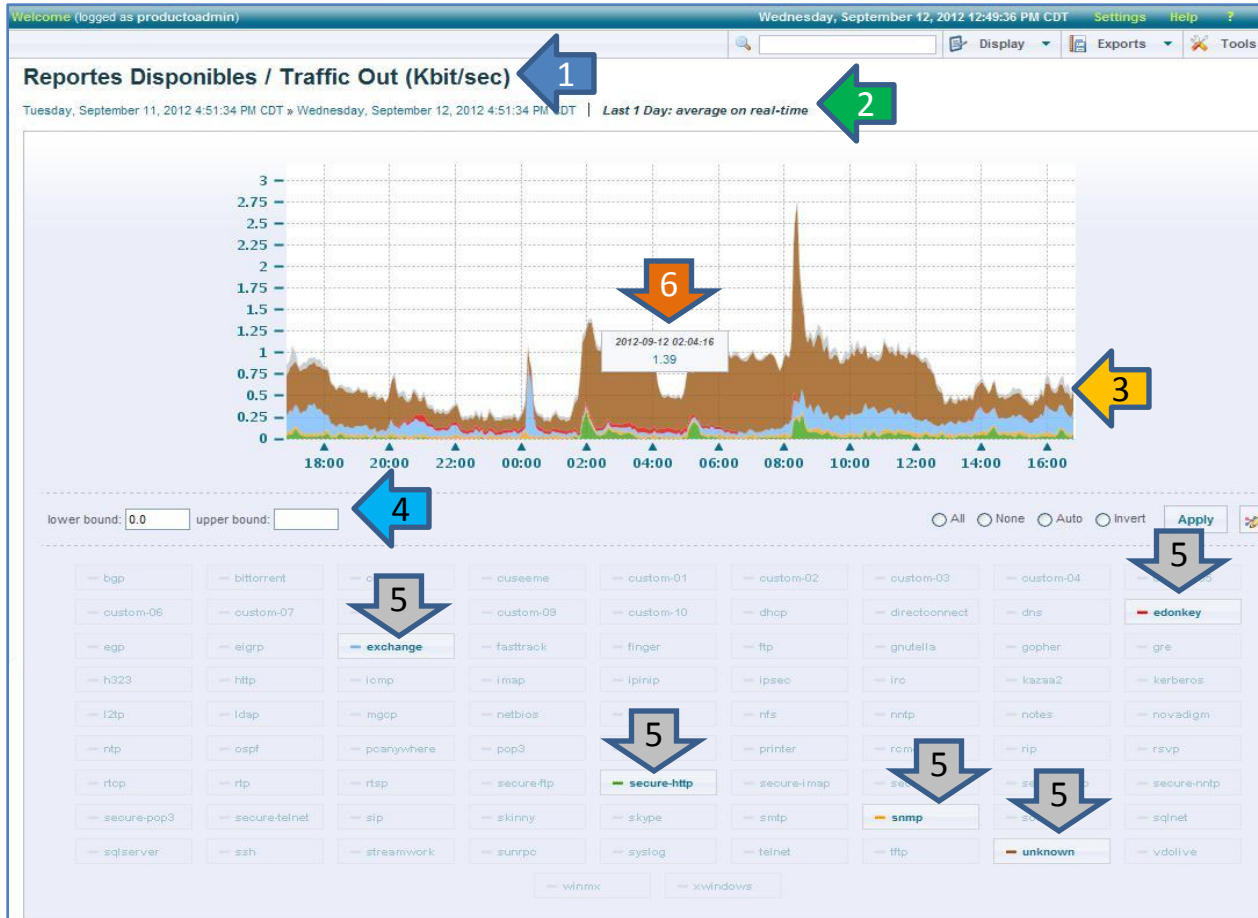 Welcome (logged as productoadmin) Wednesday, September 12, 2012 12:49:36 PM CDT Settings Help ?
Display Exports Tools
Reportes Disponibles / Traffic Out (Kbit/sec) 1
Tuesday, September 11, 2012 4:51:34 PM CDT » Wednesday, September 12, 2012 4:51:34 PM CDT | Last 1 Day: average on real-time 2
3
2.75
2.5
2.25
2
1.75
1.5
1.25
1
0.75
0.5
0.25
0
6
2012-09-12 02:04:16
1.39
3
18:00 20:00 22:00 00:00 02:00 04:00 06:00 08:00 10:00 12:00 14:00 16:00
lower bound: 0.0 upper bound: 4 All None Auto Invert Apply
5
bgp bittorrent cuseeme custom-01 custom-02 custom-03 custom-04
5
custom-06 custom-07 custom-09 custom-10 dhcp directconnect dns edonkey
egp eigrp exchange fasttrack finger ftp gnutella gopher gre
h323 http icmp imap ipinip ipsec irc kazaa2 kerberos
l2tp ldap mgcp netbios nfs nntp notes novadigm
5
ntp ospf pcanywhere pop3 printer rip rsvp
5
rtcp rtp rtsp secure-ftp secure-http secure-imap secure-nntp
5
secure-pop3 secure-telnet sip skinny skype smtp snmp sqlnet
sqlserver ssh streamwork sunrpc syslog telnet tftp unknown vdolive
winmx xwindows